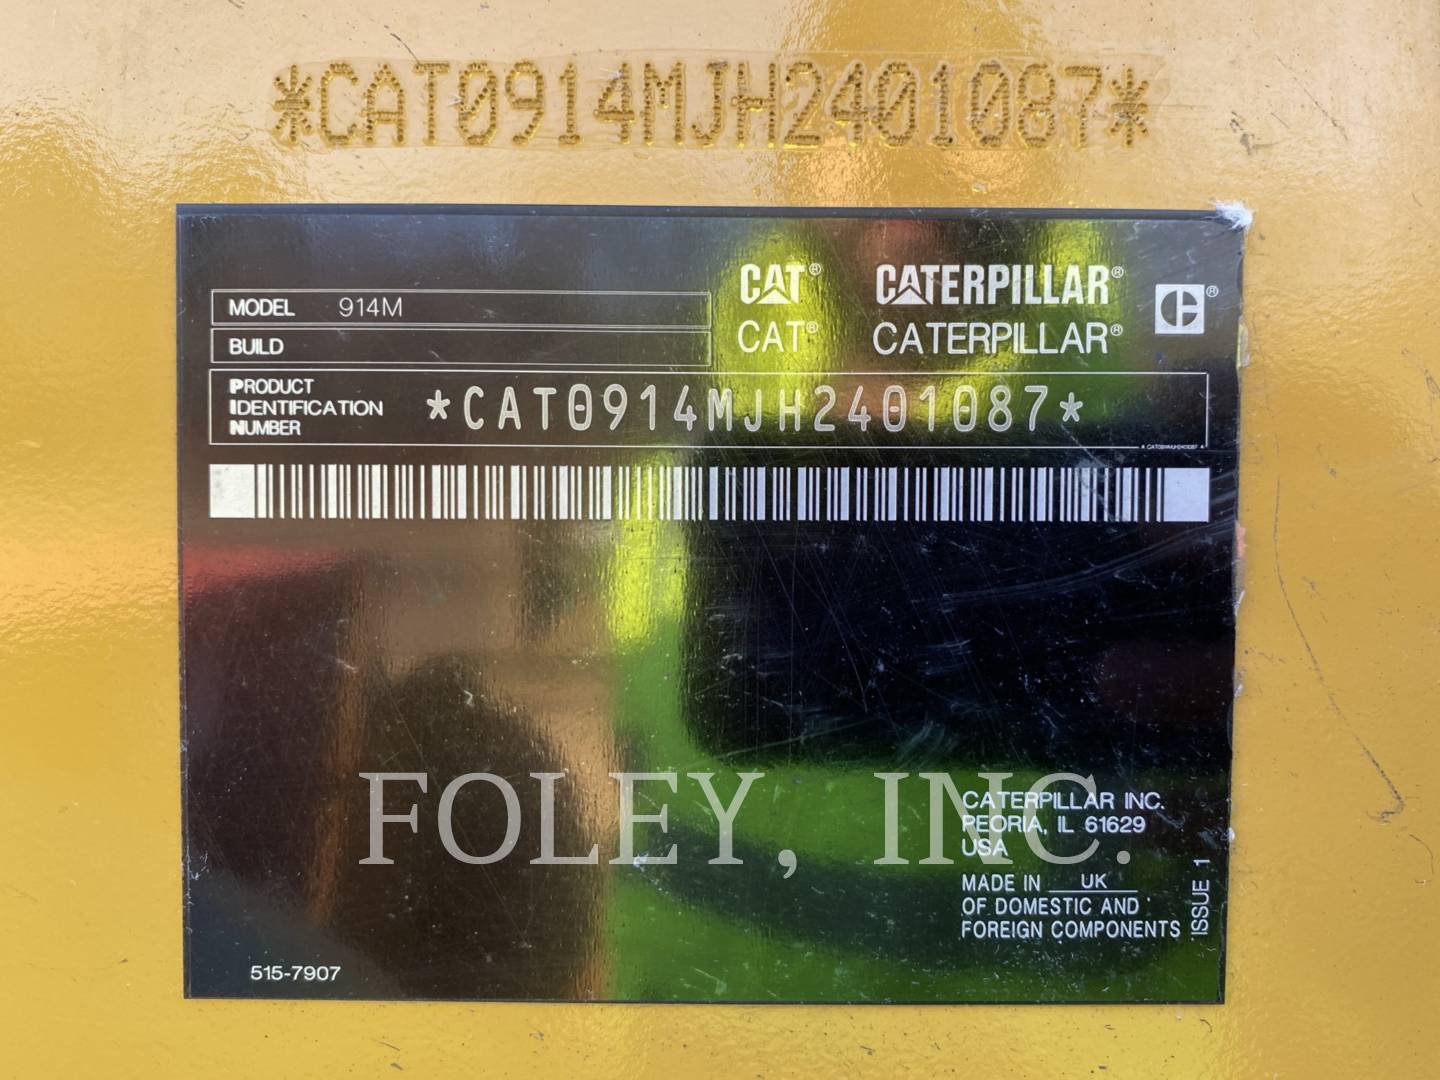 *CAT0914MJH2401087*
CAT® CATERPILLAR®
MODEL 914M
CAT® CATERPILLAR®
BUILD
PRODUCT
IDENTIFICATION
NUMBER
*CAT0914MJH2401087*
FOLEY, INC.
CATERPILLAR INC.
PEORIA, IL 61629
USA
MADE IN UK
OF DOMESTIC AND
FOREIGN COMPONENTS
ISSUE 1
515-7907